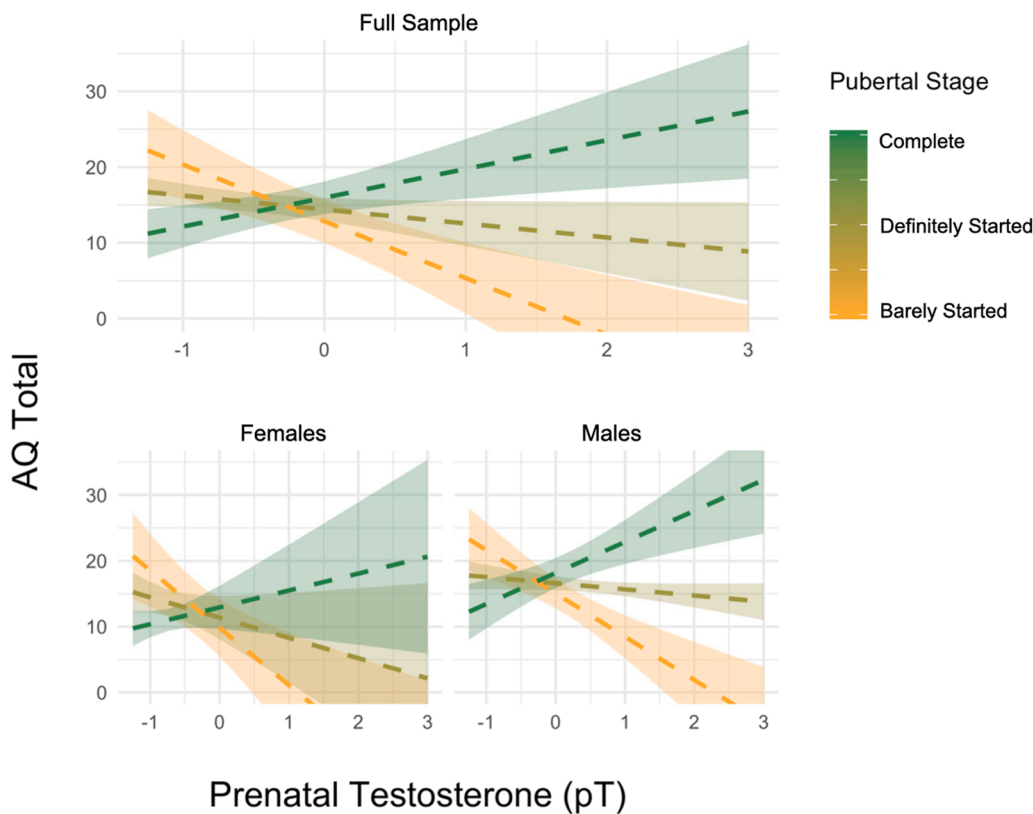 Full Sample
30
20
10
0
-1 0 1 2 3
Pubertal Stage
Complete
Definitely Started
Barely Started
AQ Total
Females
Males
30
20
10
0
-1 0 1 2 3
-1 0 1 2 3
Prenatal Testosterone (pT)